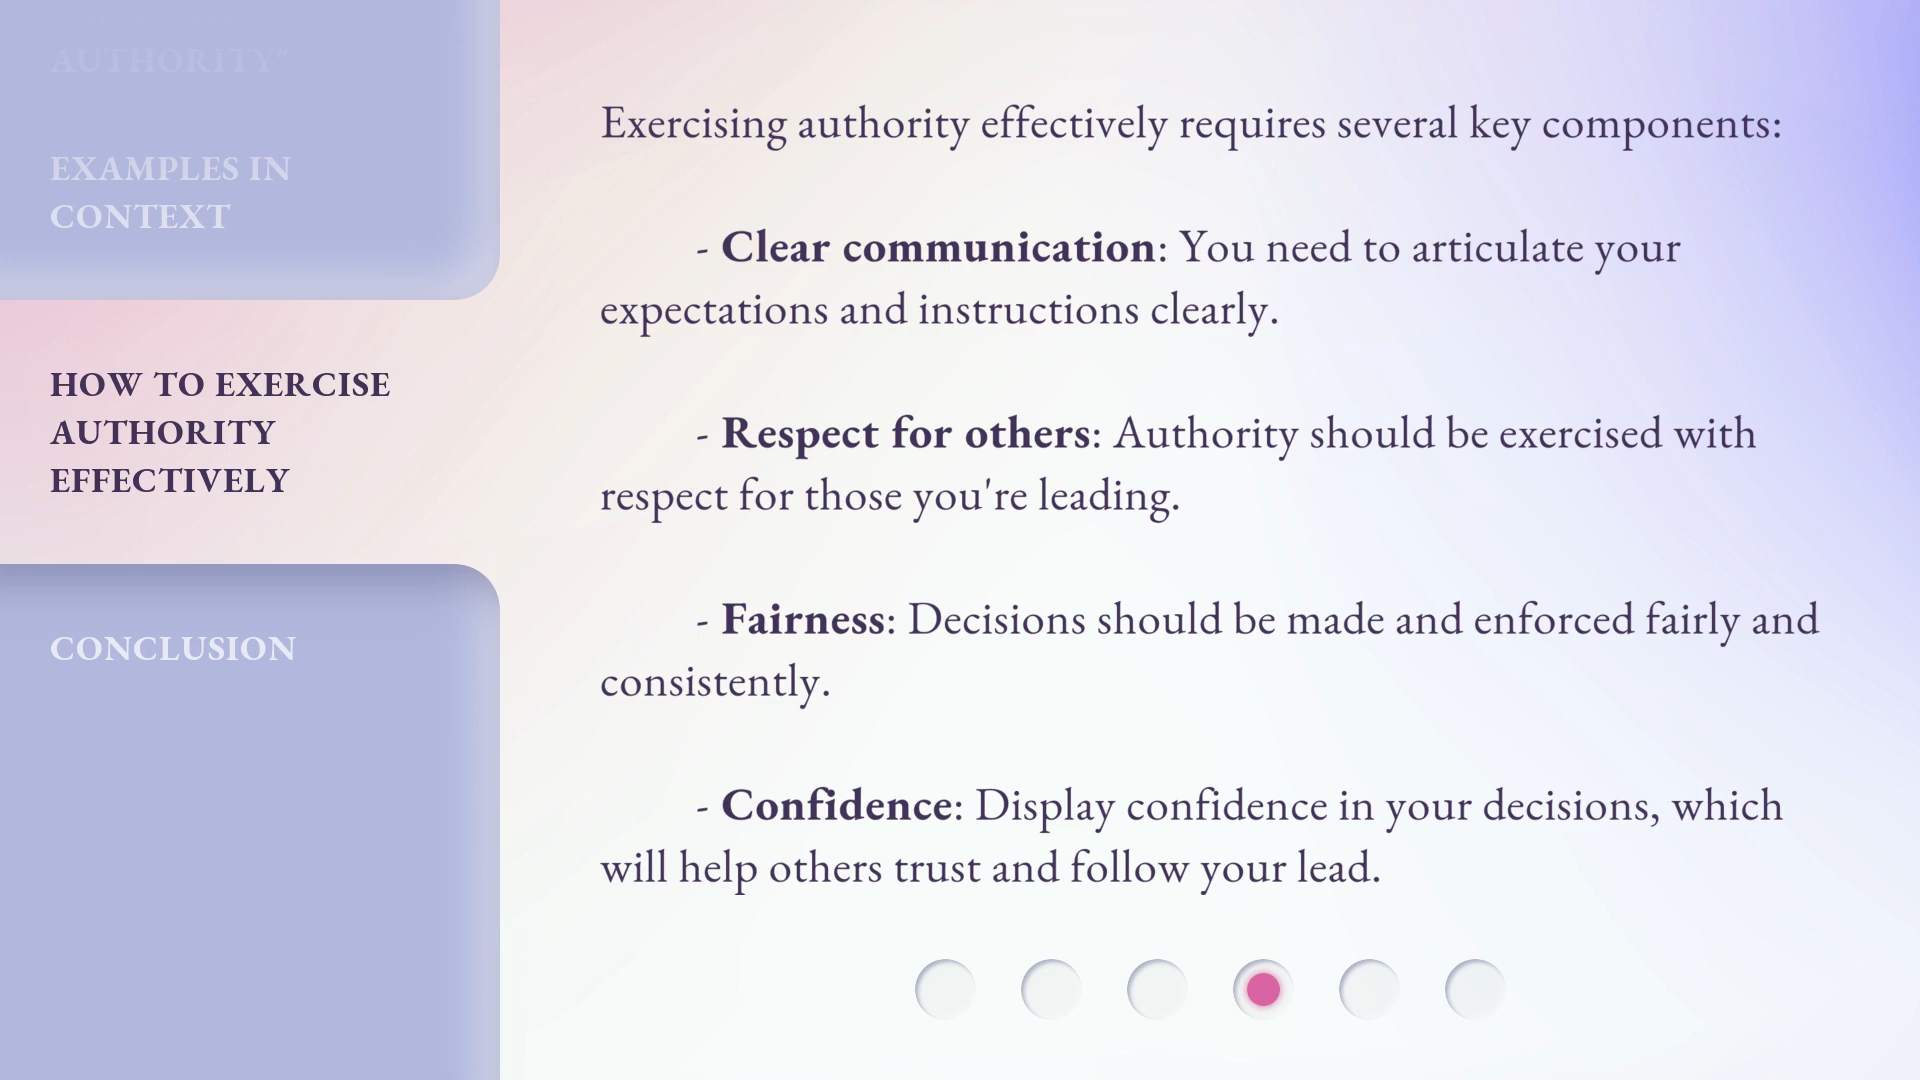 AUTHORITY"
EXAMPLES IN
CONTEXT
HOW TO EXERCISE
AUTHORITY
EFFECTIVELY
CONCLUSION
Exercising authority effectively requires several key components:
- Clear communication: You need to articulate your
expectations and instructions clearly.
- Respect for others: Authority should be exercised with
respect for those you're leading.
- Fairness: Decisions should be made and enforced fairly and
consistently.
- Confidence: Display confidence in your decisions, which
will help others trust and follow your lead.